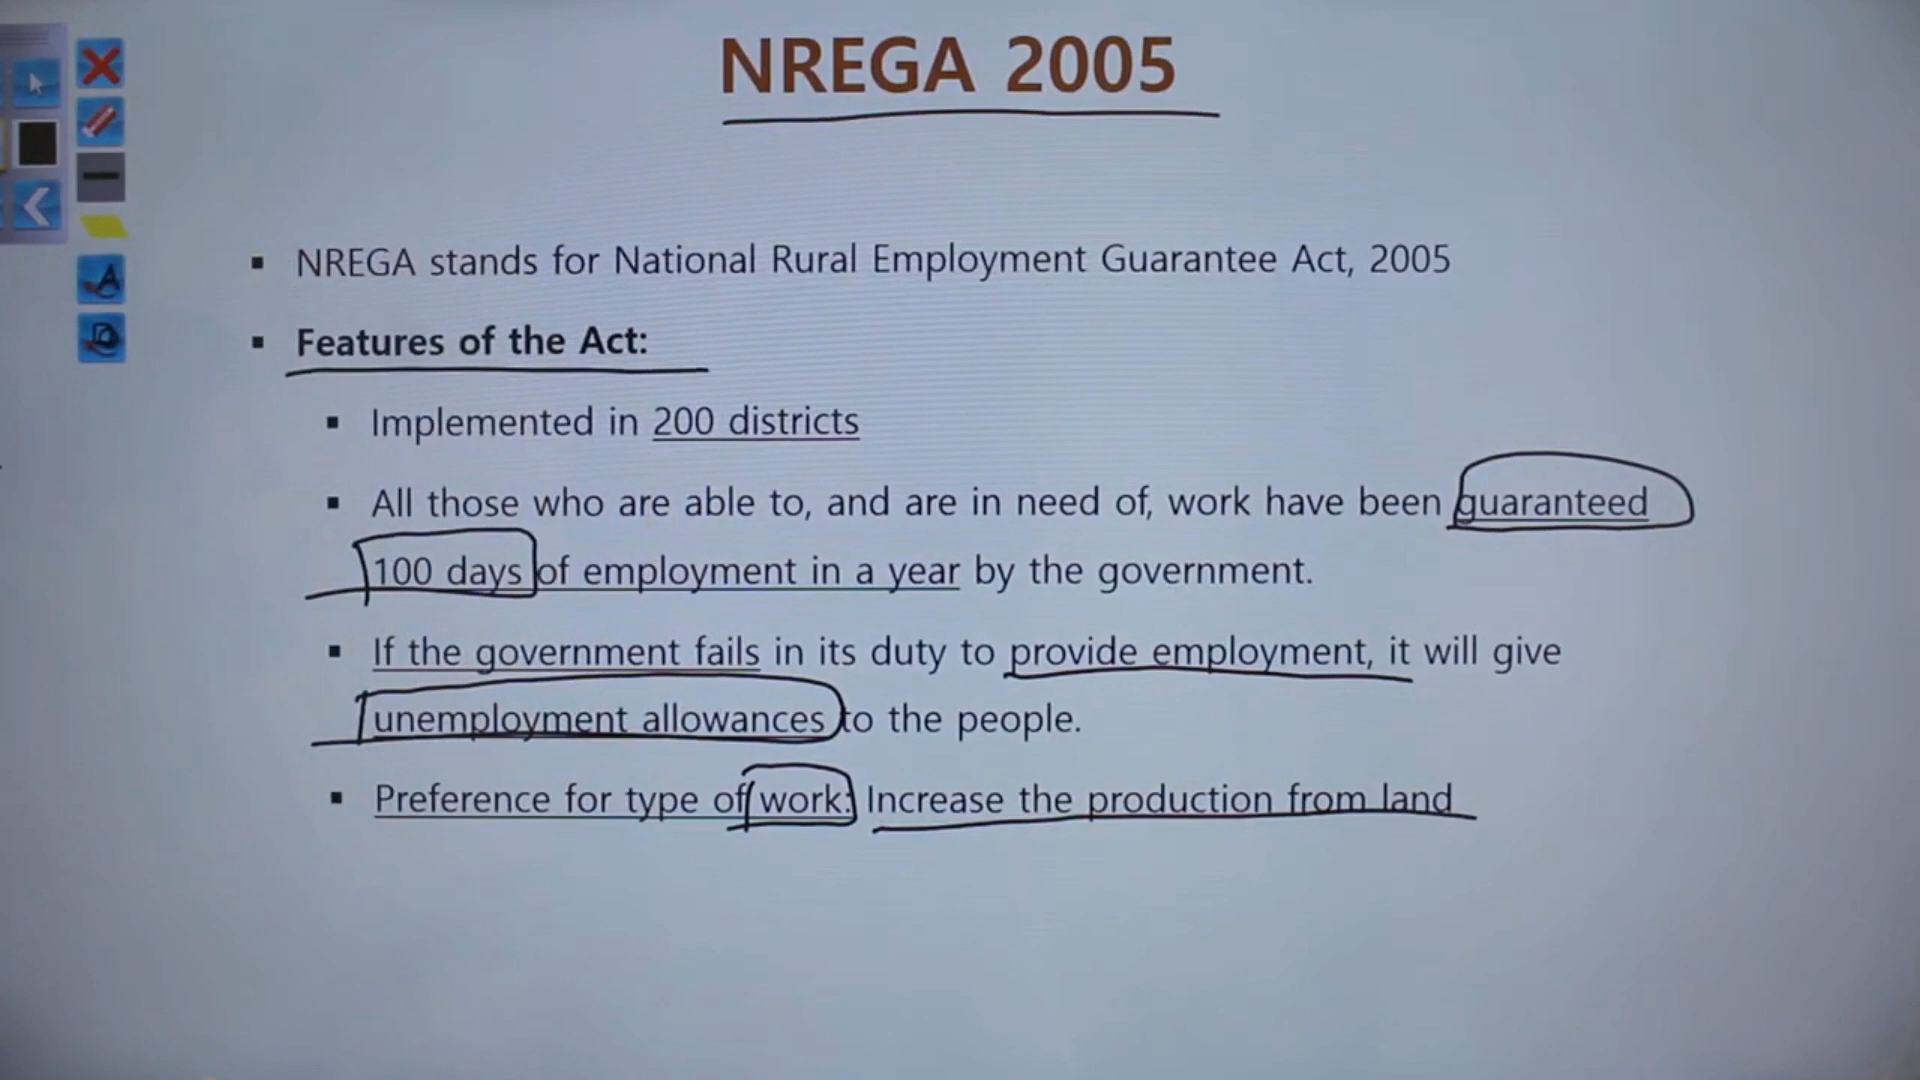 NREGA 2005
▪ NREGA stands for National Rural Employment Guarantee Act, 2005
▪ Features of the Act:
▪ Implemented in 200 districts
▪ All those who are able to, and are in need of, work have been guaranteed
100 days of employment in a year by the government.
▪ If the government fails in its duty to provide employment, it will give
unemployment allowances to the people.
▪ Preference for type of work: Increase the production from land